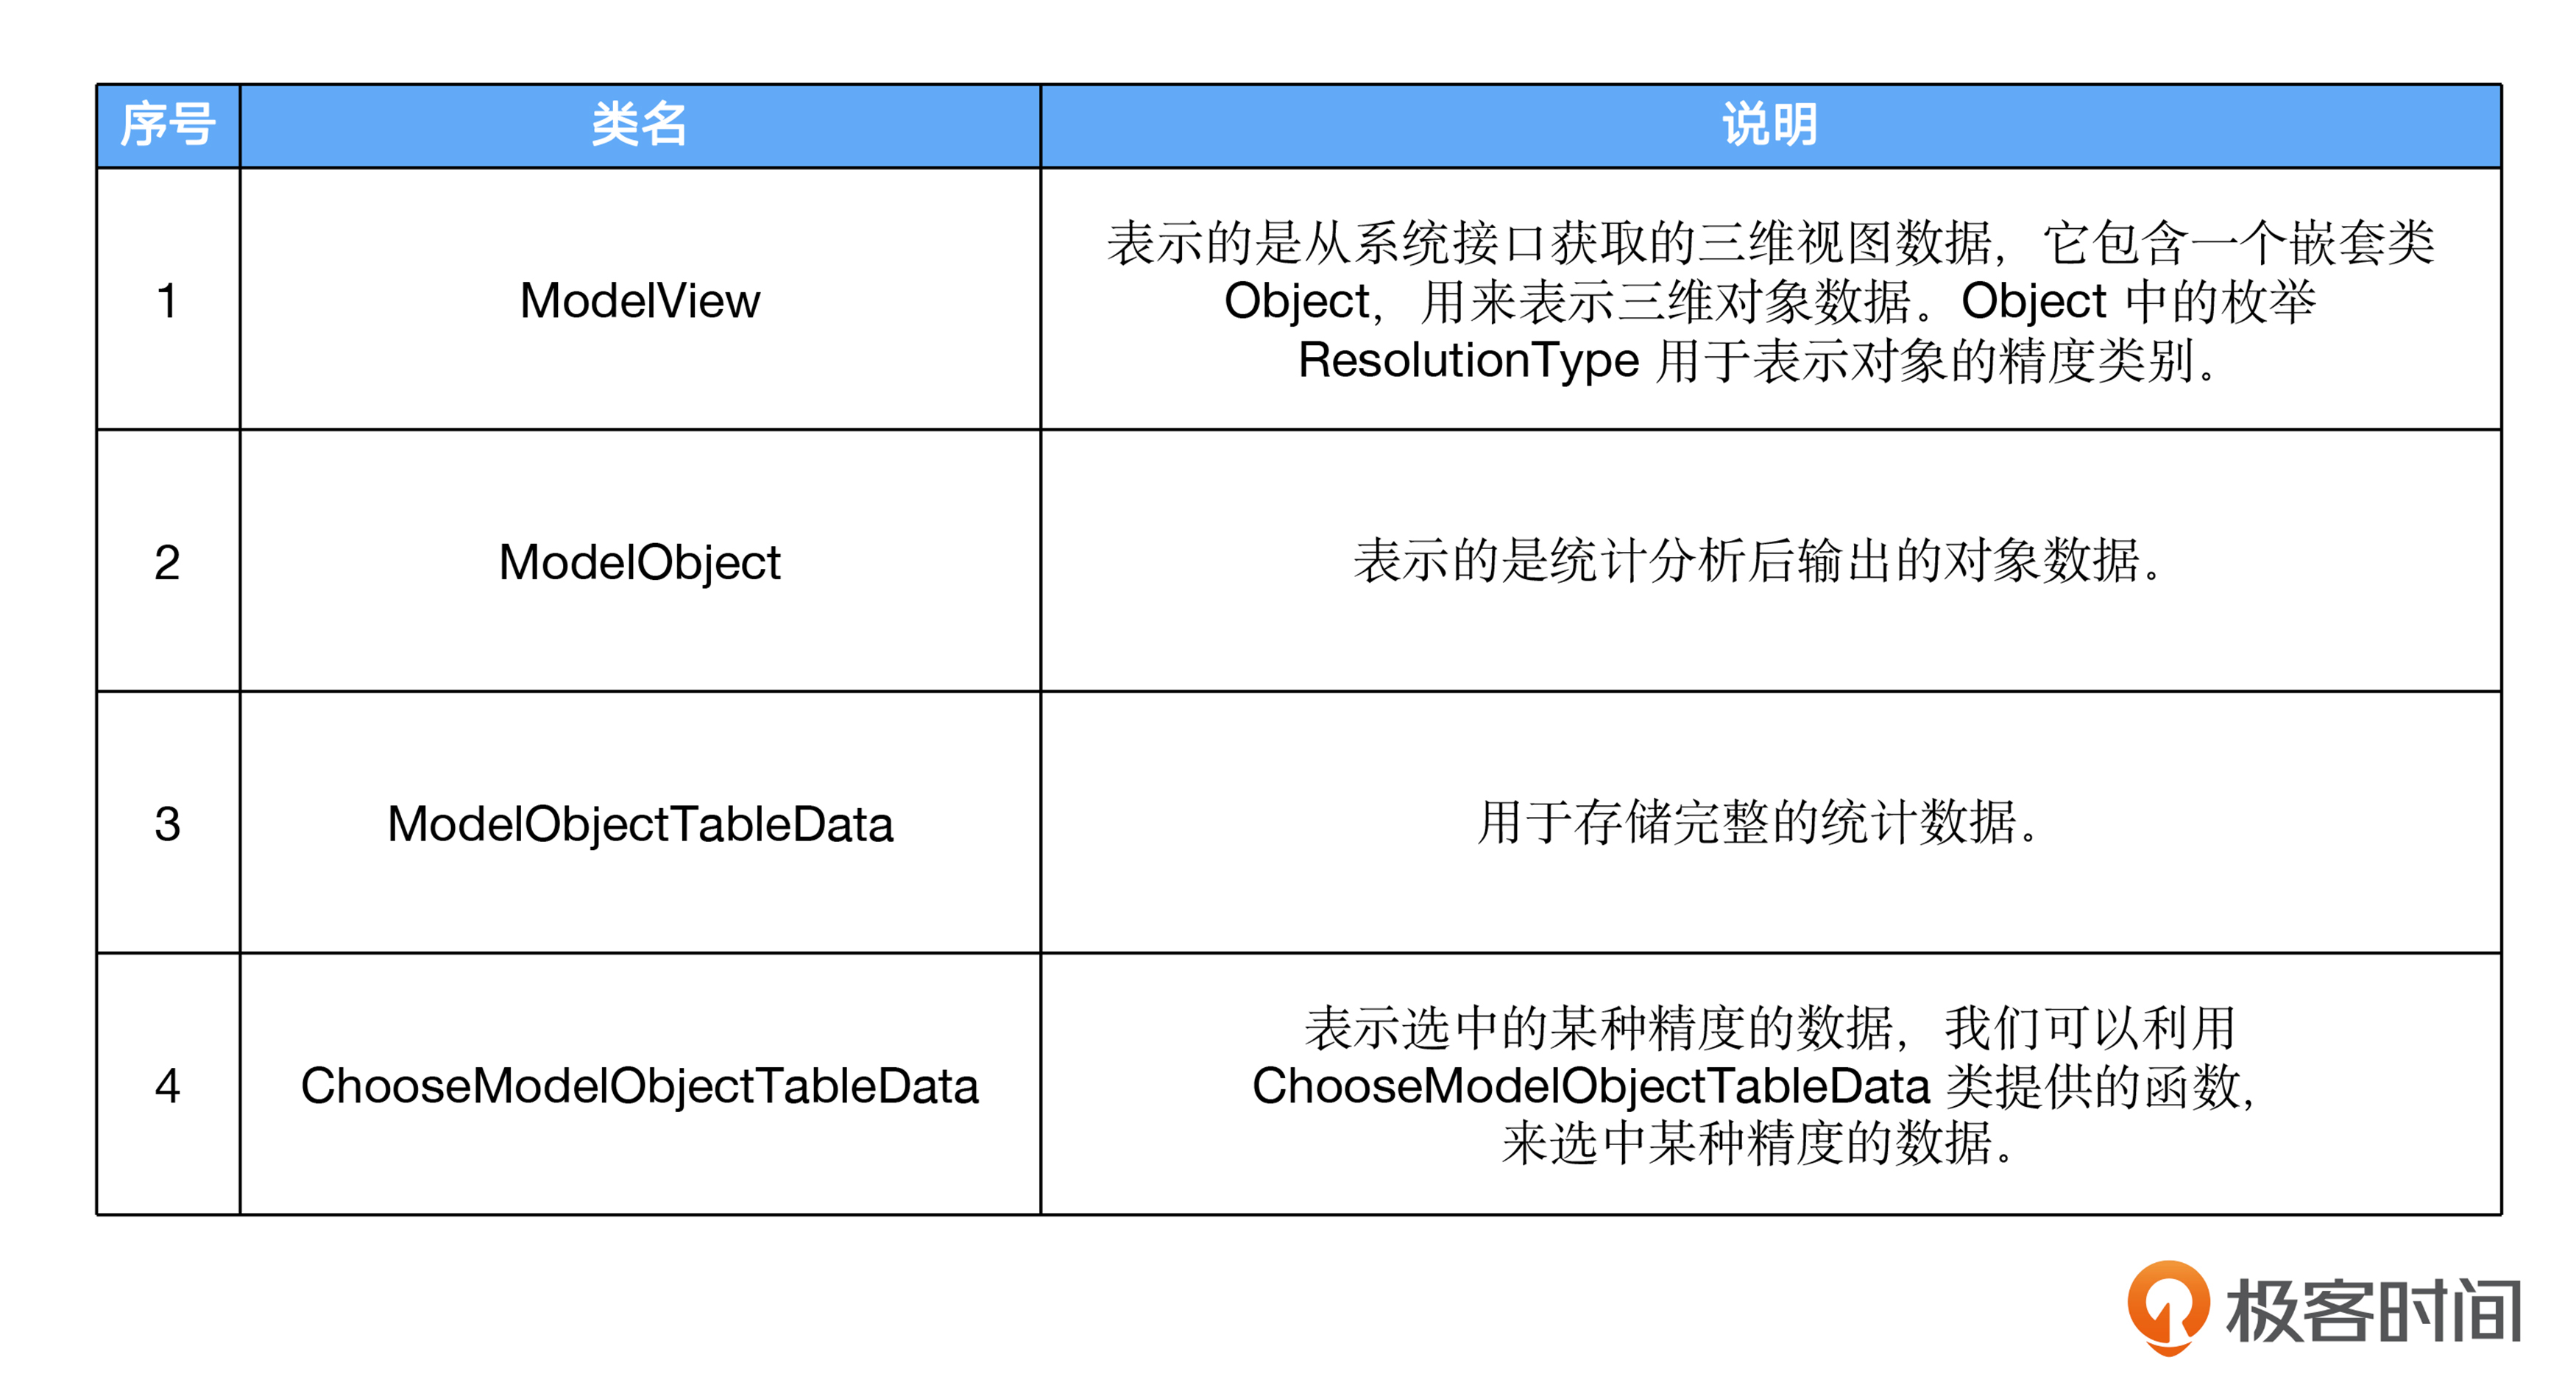 序号 类名 说明
1 ModelView 表示的是从系统接口获取的三维视图数据，它包含一个嵌套类
Object，用来表示三维对象数据。Object 中的枚举
ResolutionType 用于表示对象的精度类别。
2 ModelObject 表示的是统计分析后输出的对象数据。
3 ModelObjectTableData 用于存储完整的统计数据。
4 ChooseModelObjectTableData 表示选中的某种精度的数据，我们可以利用
ChooseModelObjectTableData 类提供的函数，
来选中某种精度的数据。
极客时间